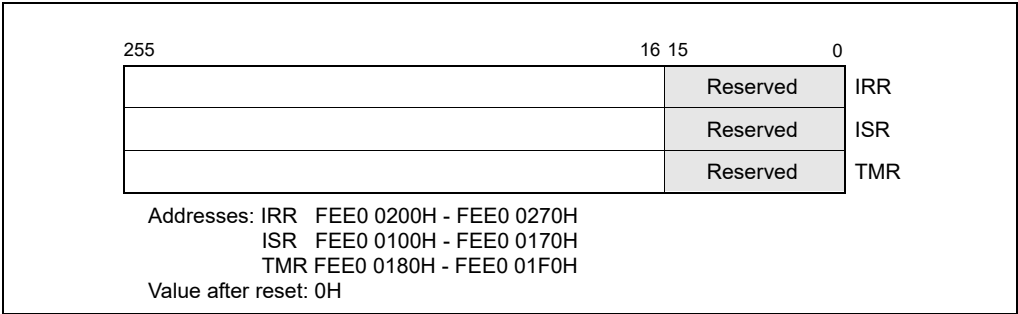 255 16 15 0
Reserved IRR
Reserved ISR
Reserved TMR
Addresses: IRR FEE0 0200H - FEE0 0270H
ISR FEE0 0100H - FEE0 0170H
TMR FEE0 0180H - FEE0 01F0H
Value after reset: 0H